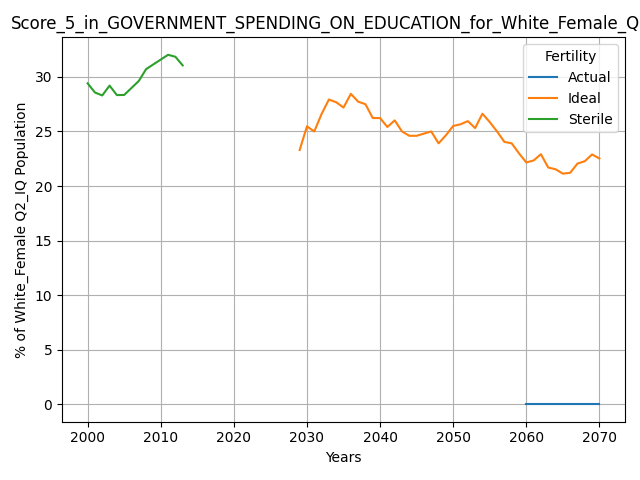 Score_5_in_GOVERNMENT_SPENDING_ON_EDUCATION_for_White_Female_Q
% of White_Female Q2_IQ Population
30
25
20
15
10
5
0
Fertility
Actual
Ideal
Sterile
2000 2010 2020 2030 2040 2050 2060 2070
Years